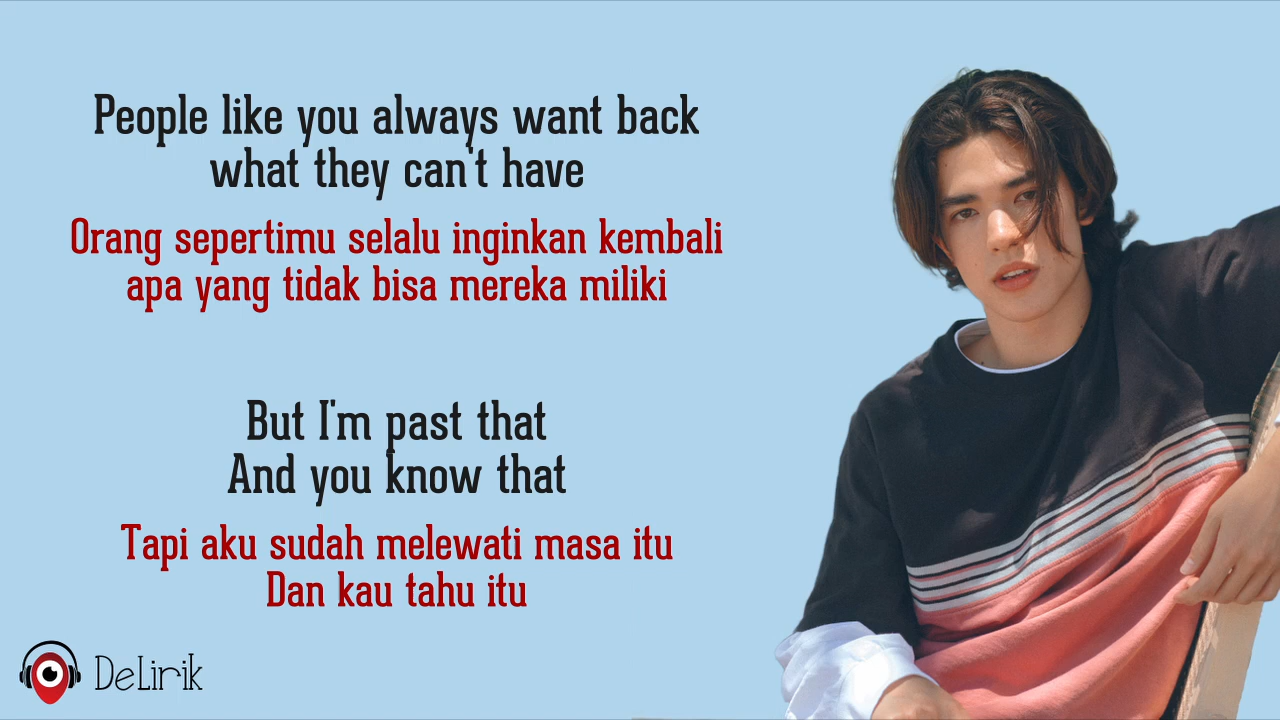 People like you always want back
what they can't have
Orang sepertimu selalu inginkan kembali
apa yang tidak bisa mereka miliki
But I'm past that
And you know that
Tapi aku sudah melewati masa itu
Dan kau tahu itu
DeLirik